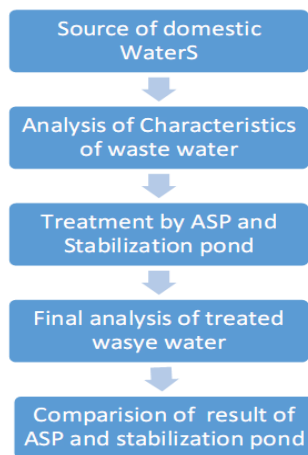 Source of domestic
WaterS
Analysis of Characteristics
of waste water
Treatment by ASP and
Stabilization pond
Final analysis of treated
wasye water
Comparision of result of
ASP and stabilization pond